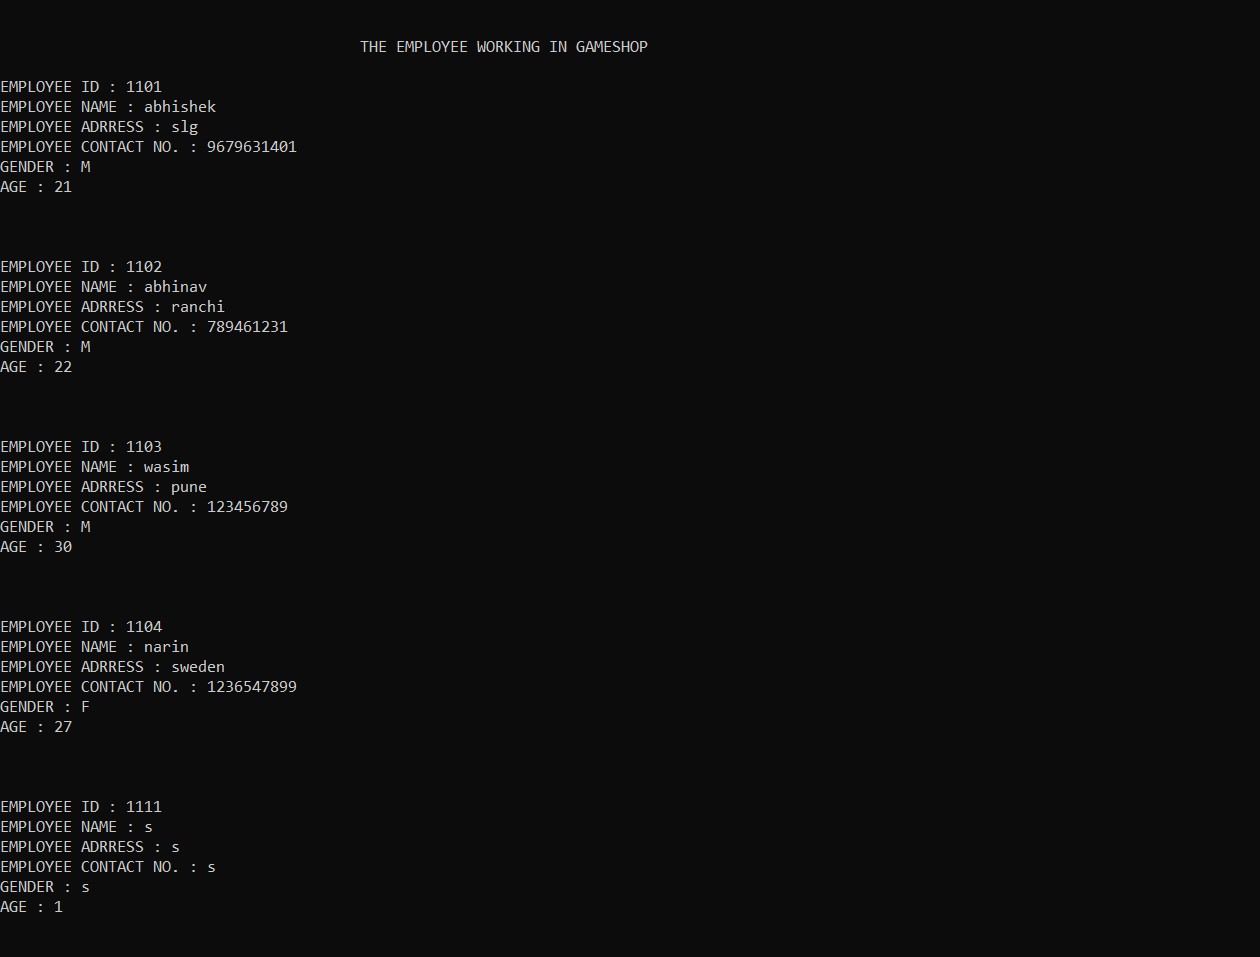 THE EMPLOYEE WORKING IN GAMESHOP
EMPLOYEE ID : 1101
EMPLOYEE NAME : abhishek
EMPLOYEE ADRRESS : slg
EMPLOYEE CONTACT NO. : 9679631401
GENDER : M
AGE : 21
EMPLOYEE ID : 1102
EMPLOYEE NAME : abhinav
EMPLOYEE ADRRESS : ranchi
EMPLOYEE CONTACT NO. : 789461231
GENDER : M
AGE : 22
EMPLOYEE ID : 1103
EMPLOYEE NAME : wasim
EMPLOYEE ADRRESS : pune
EMPLOYEE CONTACT NO. : 123456789
GENDER : M
AGE : 30
EMPLOYEE ID : 1104
EMPLOYEE NAME : narin
EMPLOYEE ADRRESS : sweden
EMPLOYEE CONTACT NO. : 1236547899
GENDER : F
AGE : 27
EMPLOYEE ID : 1111
EMPLOYEE NAME : s
EMPLOYEE ADRRESS : s
EMPLOYEE CONTACT NO. : s
GENDER : s
AGE : 1